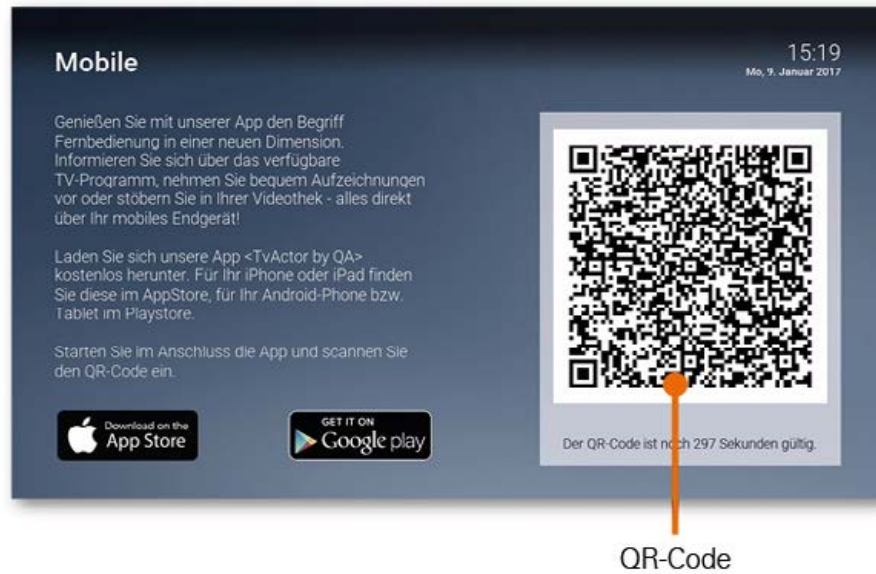 Mobile
15:19
Mo, 9. Januar 2017
Genießen Sie mit unserer App den Begriff
Fernbedienung in einer neuen Dimension.
Informieren Sie sich über das verfügbare
TV-Programm, nehmen Sie bequem Aufzeichnungen
vor oder stöbern Sie in Ihrer Videothek - alles direkt
über Ihr mobiles Endgerät!
Laden Sie sich unsere App <TvActor by QA>
kostenlos herunter. Für Ihr iPhone oder iPad finden
Sie diese im AppStore, für Ihr Android-Phone bzw.
Tablet im Playstore.
Starten Sie im Anschluss die App und scannen Sie
den QR-Code ein.
Download on the
App Store
GET IT ON
Google play
Der QR-Code ist noch 297 Sekunden gültig.
QR-Code